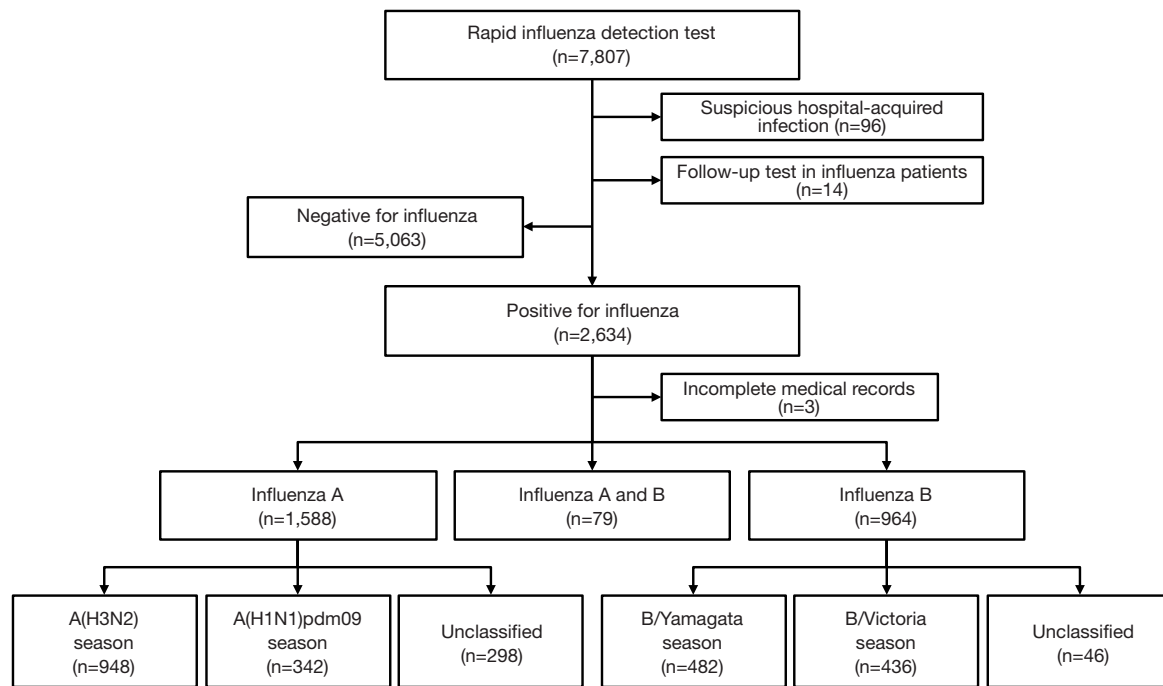 Rapid influenza detection test
(n=7,807)
Suspicious hospital-acquired
infection (n=96)
Follow-up test in influenza patients
(n=14)
Negative for influenza
(n=5,063)
Positive for influenza
(n=2,634)
Incomplete medical records
(n=3)
Influenza A
(n=1,588)
Influenza A and B
(n=79)
Influenza B
(n=964)
A(H3N2)
season
(n=948)
A(H1N1)pdm09
season
(n=342)
Unclassified
(n=298)
B/Yamagata
season
(n=482)
B/Victoria
season
(n=436)
Unclassified
(n=46)